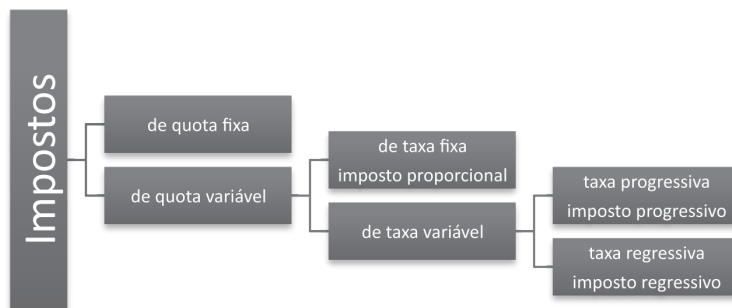 Impostos
de quota fixa
de quota variável
de taxa fixa
imposto proporcional
de taxa variável
taxa progressiva
imposto progressivo
taxa regressiva
imposto regressivo